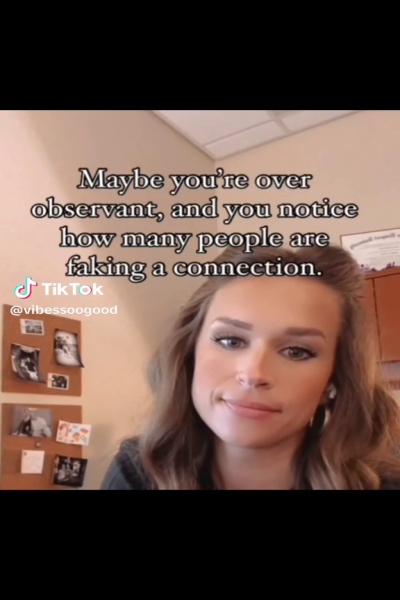 Maybe you're over
observant, and you notice
how many people are
faking a connection.
TikTok
@vibessoogood